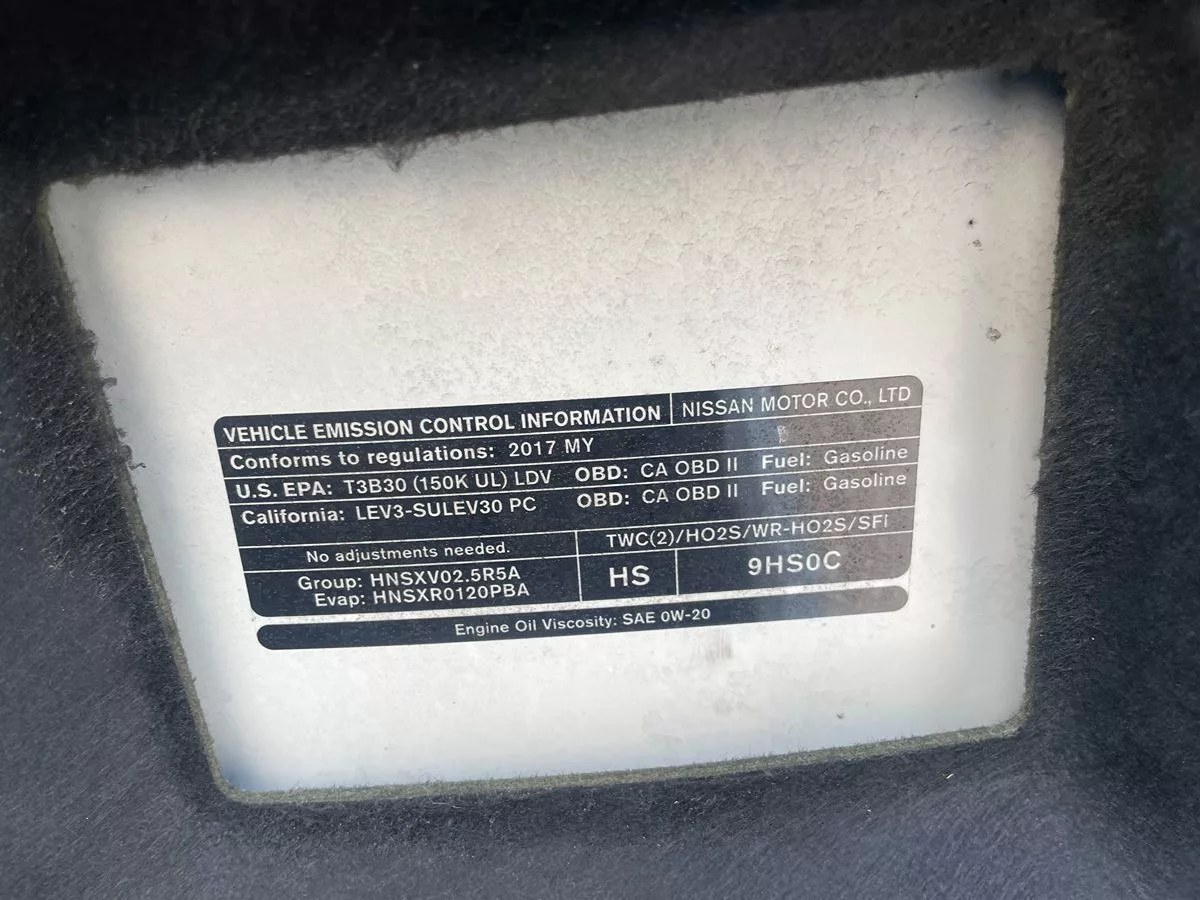 VEHICLE EMISSION CONTROL INFORMATION NISSAN MOTOR CO., LTD
Conforms to regulations: 2017 MY
U.S. EPA: T3B30 (150K UL) LDV OBD: CA OBD II Fuel: Gasoline
California: LEV3-SULEV30 PC OBD: CA OBD II Fuel: Gasoline
No adjustments needed. TWC(2)/HO2S/WR-HO2S/SFi
Group: HNSXV02.5R5A
Evap: HNSXR0120PBA
HS 9HS0C
Engine Oil Viscosity: SAE 0W-20